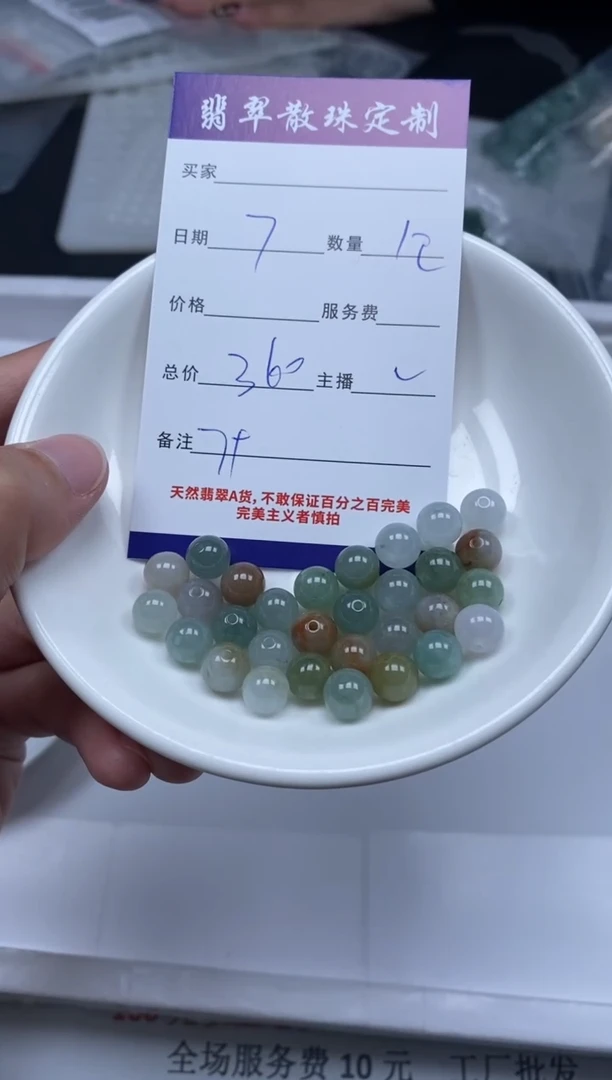 翡翠散珠定制
买家
日期 7 数量
价格 服务费
总价 360 主播
备注 7
天然翡翠A货，不敢保证百分之百完美
完美主义者慎拍
全场服务费 10 元 工厂批发